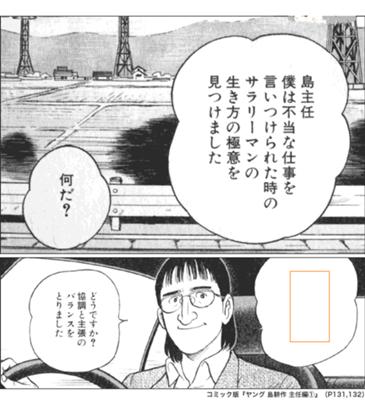 島主任
僕は不当な仕事を
言いつけられた時の
サラリーマンの
生き方の極意を
見つけました
何だ？
どうですか？
協調と主張の
バランスを
とりました
コミック版『ヤング 島耕作 主任編①』 (P131,132)